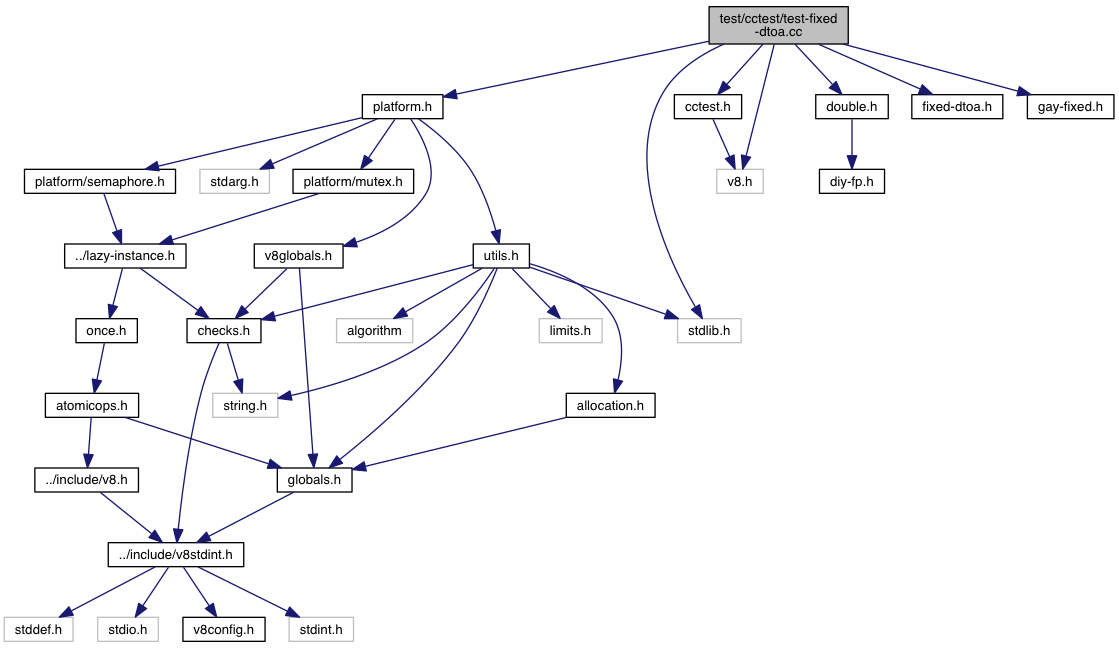 test/cctest/test-fixed
-dtoa.cc
platform.h
cctest.h
double.h
fixed-dtoa.h
gay-fixed.h
platform/semaphore.h
stdarg.h
platform/mutex.h
v8.h
diy-fp.h
../lazy-instance.h
v8globals.h
utils.h
once.h
checks.h
algorithm
limits.h
stdlib.h
atomicops.h
string.h
allocation.h
../include/v8.h
globals.h
../include/v8stdint.h
stddef.h
stdio.h
v8config.h
stdint.h